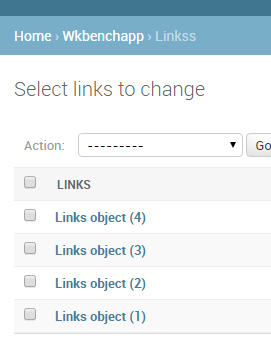 Home › Wkbenchapp › Linkss
Select links to change
Action: --------- Go
LINKS
Links object (4)
Links object (3)
Links object (2)
Links object (1)